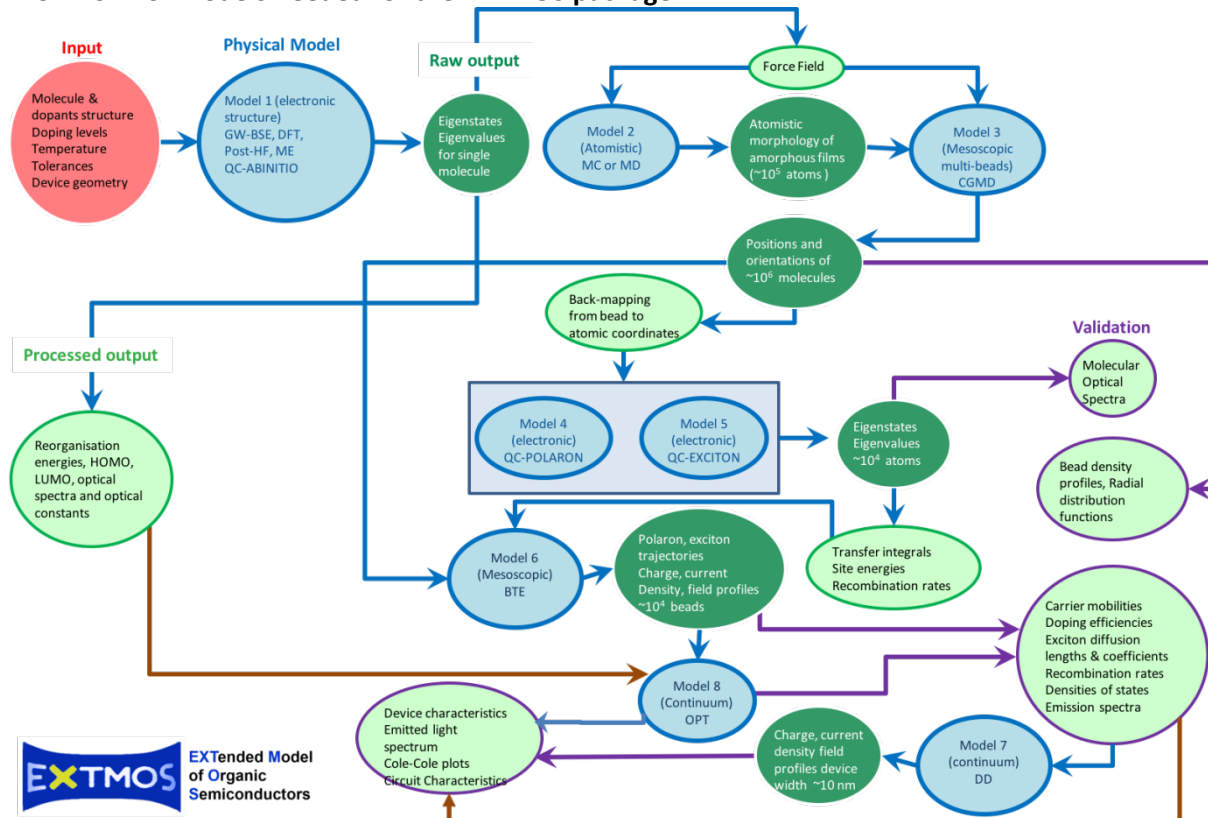 Input
Physical Model
Raw output
Molecule &
dopants structure
Doping levels
Temperature
Tolerances
Device geometry
Model 1 (electronic
structure)
GW-BSE, DFT,
Post-HF, ME
QC-ABINITIO
Eigenstates
Eigenvalues
for single
molecule
Force Field
Model 2
(Atomistic)
MC or MD
Atomistic
morphology of
amorphous films
(~10⁵ atoms )
Model 3
(Mesoscopic
multi-beads)
CGMD
Positions and
orientations of
~10⁶ molecules
Back-mapping
from bead to
atomic coordinates
Validation
Processed output
Molecular
Optical
Spectra
Model 4
(electronic)
QC-POLARON
Model 5
(electronic)
QC-EXCITON
Eigenstates
Eigenvalues
~10⁴ atoms
Reorganisation
energies, HOMO,
LUMO, optical
spectra and optical
constants
Bead density
profiles, Radial
distribution
functions
Model 6
(Mesoscopic)
BTE
Polaron, exciton
trajectories
Charge, current
Density, field profiles
~10⁴ beads
Transfer integrals
Site energies
Recombination rates
Carrier mobilities
Doping efficiencies
Exciton diffusion
lengths & coefficients
Recombination rates
Densities of states
Emission spectra
Model 8
(Continuum)
OPT
Device characteristics
Emitted light
spectrum
Cole-Cole plots
Circuit Characteristics
Charge, current
density field
profiles device
width ~10 nm
Model 7
(continuum)
DD
EXTMOS
EXTended Model
of Organic
Semiconductors